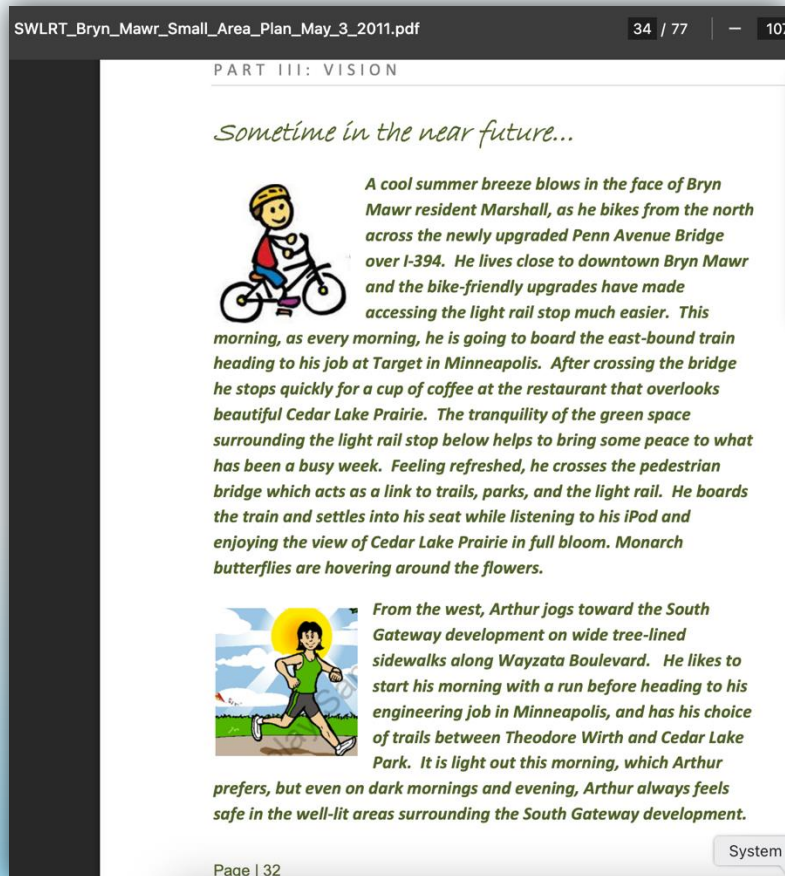 SWLRT_Bryn_Mawr_Small_Area_Plan_May_3_2011.pdf
34 / 77
PART III: VISION
Sometime in the near future...
A cool summer breeze blows in the face of Bryn
Mawr resident Marshall, as he bikes from the north
across the newly upgraded Penn Avenue Bridge
over I-394. He lives close to downtown Bryn Mawr
and the bike-friendly upgrades have made
accessing the light rail stop much easier. This
morning, as every morning, he is going to board the east-bound train
heading to his job at Target in Minneapolis. After crossing the bridge
he stops quickly for a cup of coffee at the restaurant that overlooks
beautiful Cedar Lake Prairie. The tranquility of the green space
surrounding the light rail stop below helps to bring some peace to what
has been a busy week. Feeling refreshed, he crosses the pedestrian
bridge which acts as a link to trails, parks, and the light rail. He boards
the train and settles into his seat while listening to his iPod and
enjoying the view of Cedar Lake Prairie in full bloom. Monarch
butterflies are hovering around the flowers.
From the west, Arthur jogs toward the South
Gateway development on wide tree-lined
sidewalks along Wayzata Boulevard. He likes to
start his morning with a run before heading to his
engineering job in Minneapolis, and has his choice
of trails between Theodore Wirth and Cedar Lake
Park. It is light out this morning, which Arthur
prefers, but even on dark mornings and evening, Arthur always feels
safe in the well-lit areas surrounding the South Gateway development.
Page | 32
System